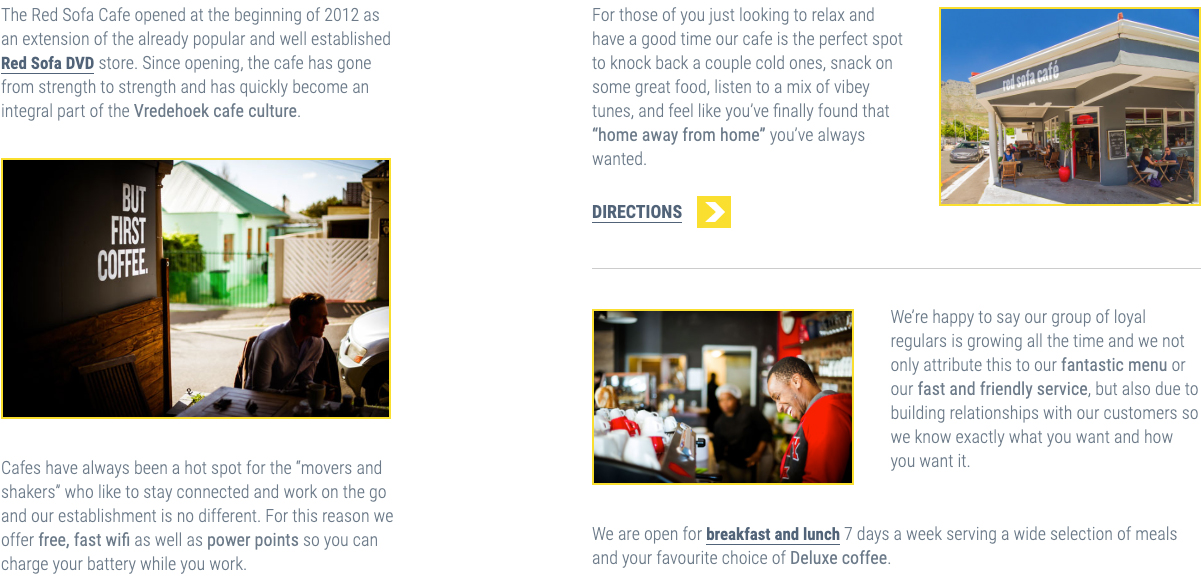 The Red Sofa Cafe opened at the beginning of 2012 as
an extension of the already popular and well established
Red Sofa DVD store. Since opening, the cafe has gone
from strength to strength and has quickly become an
integral part of the Vredehoek cafe culture.
BUT
FIRST
COFFEE.
Cafes have always been a hot spot for the "movers and
shakers" who like to stay connected and work on the go
and our establishment is no different. For this reason we
offer free, fast wifi as well as power points so you can
charge your battery while you work.
For those of you just looking to relax and
have a good time our cafe is the perfect spot
to knock back a couple cold ones, snack on
some great food, listen to a mix of vibey
tunes, and feel like you've finally found that
“home away from home” you've always
wanted.
red sofa café
DIRECTIONS
We're happy to say our group of loyal
regulars is growing all the time and we not
only attribute this to our fantastic menu or
our fast and friendly service, but also due to
building relationships with our customers so
we know exactly what you want and how
you want it.
We are open for breakfast and lunch 7 days a week serving a wide selection of meals
and your favourite choice of Deluxe coffee.